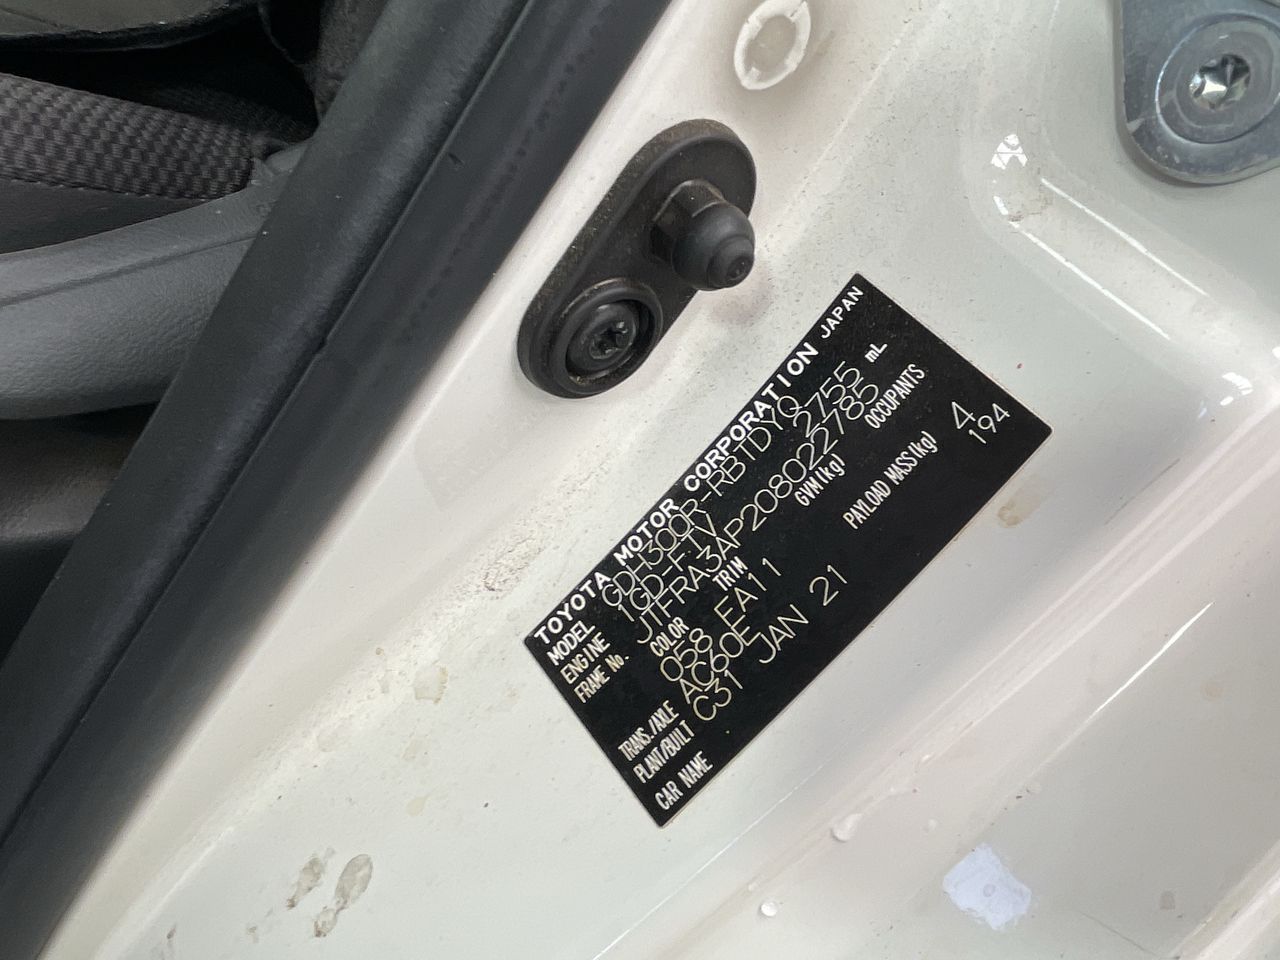 TOYOTA MOTOR CORPORATION JAPAN
MODEL GDH300R-RBTDYQ
ENGINE 1GD-FTV 2755 mL
FRAME No. JTFRA3AP208022785
COLOR TRIM GVM(kg) OCCUPANTS
058 EA11
TRANS./AXLE AC60E PAYLOAD MASS(kg) 4
PLANT/BUILT C31 JAN 21 194
CAR NAME